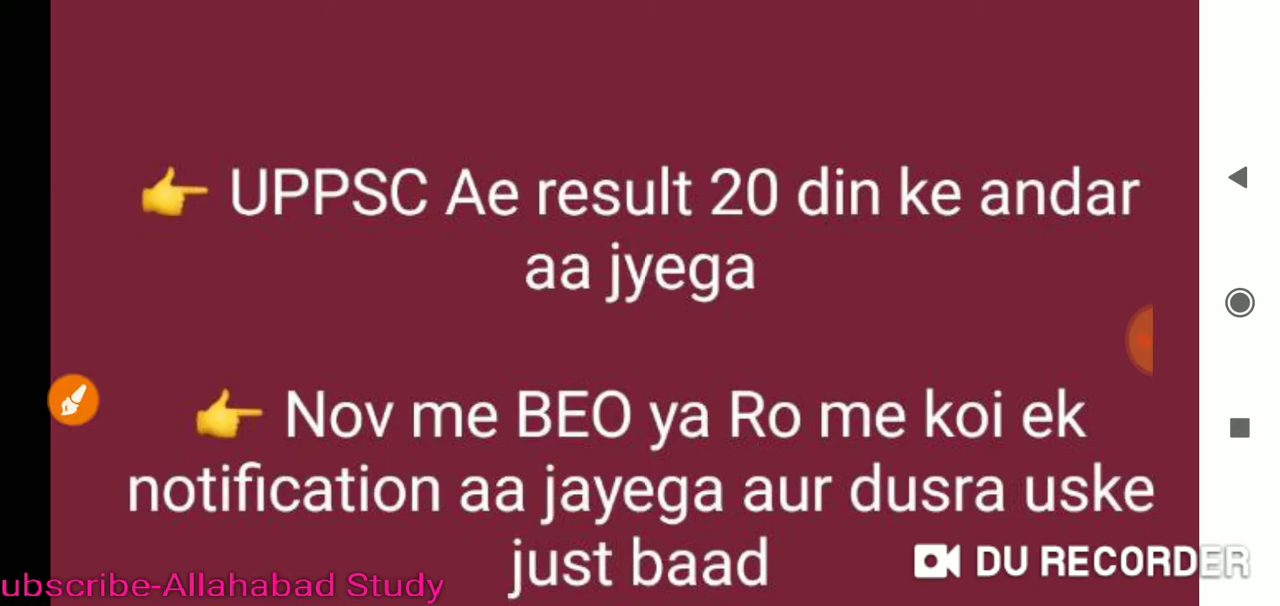 👉 UPPSC Ae result 20 din ke andar
aa jyega
👉 Nov me BEO ya Ro me koi ek
notification aa jayega aur dusra uske
just baad
DU RECORDER
ubscribe-Allahabad Study